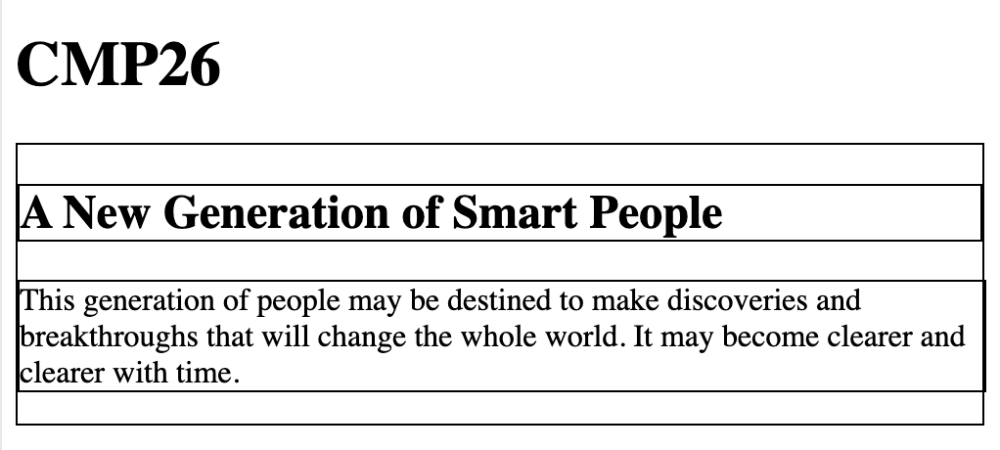 CMP26
A New Generation of Smart People
This generation of people may be destined to make discoveries and
breakthroughs that will change the whole world. It may become clearer and
clearer with time.